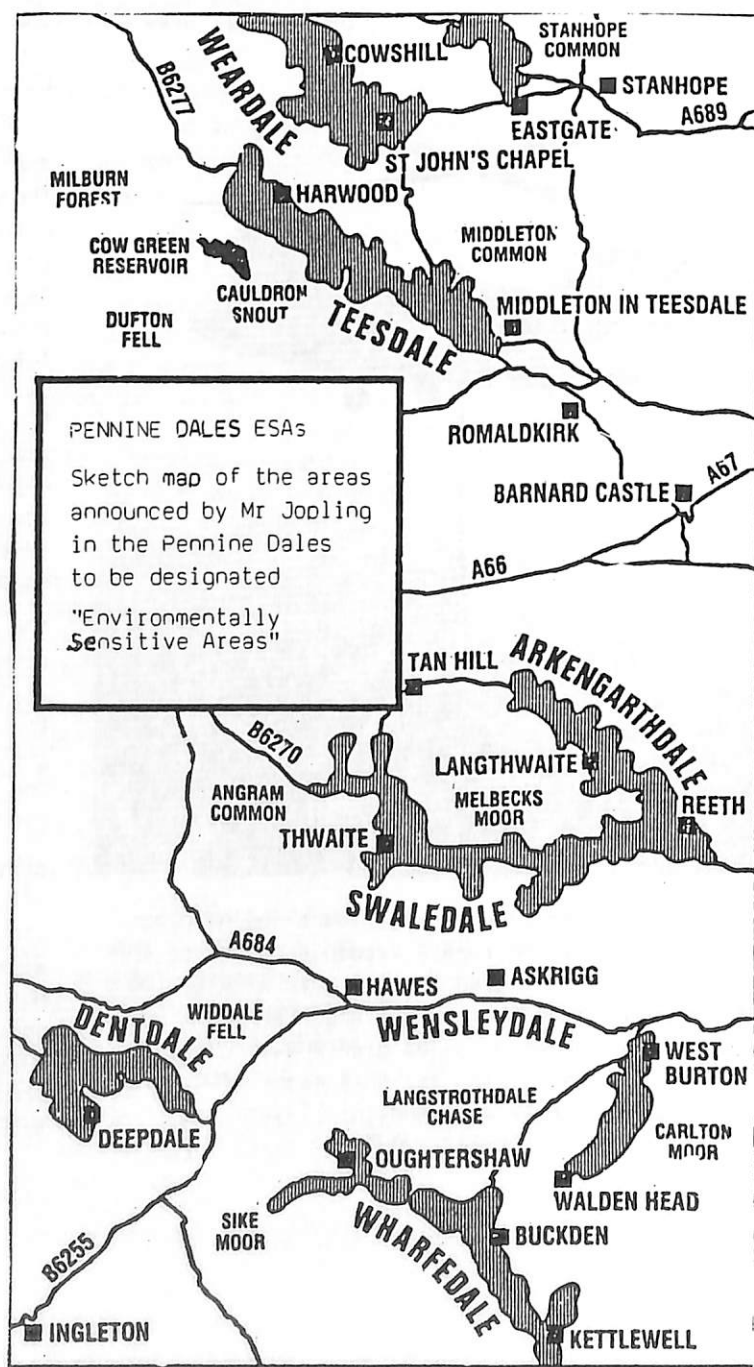 WEARDALE
B6277
COWSHILL
STANHOPE
COMMON
STANHOPE
A689
EASTGATE
ST JOHN'S CHAPEL
MILBURN
FOREST
HARWOOD
MIDDLETON
COMMON
COW GREEN
RESERVOIR
CAULDRON
SNOUT
DUFTON
FELL
TEESDALE
MIDDLETON IN TEESDALE
PENNINE DALES ESAs
Sketch map of the areas
announced by Mr Jopling
in the Pennine Dales
to be designated
"Environmentally
Sensitive Areas"
ROMALDKIRK
BARNARD CASTLE
A67
A66
TAN HILL
ARKENGARTHDALE
B6270
LANGTHWAITE
ANGRAM
COMMON
MELBECKS
MOOR
REETH
THWAITE
SWALEDALE
A684
HAWES
ASKRIGG
DENTDALE
WIDDALE
FELL
WENSLEYDALE
WEST
BURTON
LANGSTROTHDALE
CHASE
DEEPDALE
CARLTON
MOOR
OUGHTERSHAW
WALDEN HEAD
SIKE
MOOR
WHARFEDALE
BUCKDEN
B6255
INGLETON
KETTLEWELL